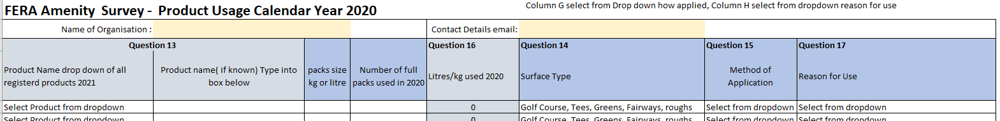 FERA Amenity Survey - Product Usage Calendar Year 2020
Column G select from Drop down how applied, Column H select from dropdown reason for use
Name of Organisation :
Contact Details email:
Question 13
Question 16
Question 14
Question 15
Question 17
Product Name drop down of all
registerd products 2021
Product name( if known) Type into
box below
packs size
kg or litre
Number of full
packs used in 2020
Litres/kg used 2020
Surface Type
Method of
Application
Reason for Use
Select Product from dropdown
0
Golf Course, Tees, Greens, Fairways, roughs
Select from dropdown
Select from dropdown
Select Product from dropdown
0
Golf Course, Tees, Greens, Fairways, roughs
Select from dropdown
Select from dropdown